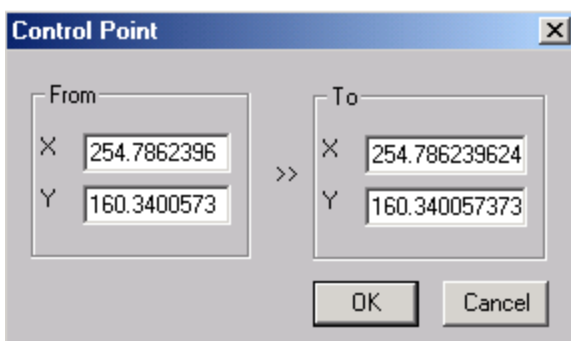 Control Point
From
X 254.7862396
Y 160.3400573
>>
To
X 254.786239624
Y 160.340057373
OK Cancel